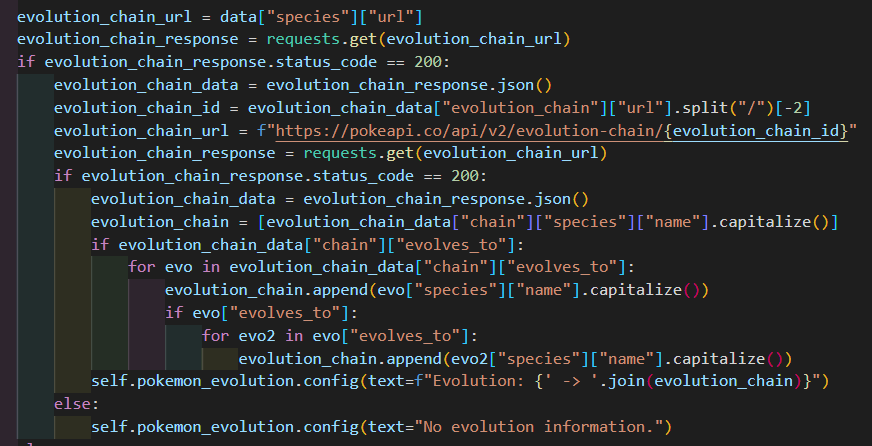 evolution_chain_url = data["species"]["url"]
evolution_chain_response = requests.get(evolution_chain_url)
if evolution_chain_response.status_code == 200:
    evolution_chain_data = evolution_chain_response.json()
    evolution_chain_id = evolution_chain_data["evolution_chain"]["url"].split("/")[-2]
    evolution_chain_url = f"https://pokeapi.co/api/v2/evolution-chain/{evolution_chain_id}"
    evolution_chain_response = requests.get(evolution_chain_url)
    if evolution_chain_response.status_code == 200:
        evolution_chain_data = evolution_chain_response.json()
        evolution_chain = [evolution_chain_data["chain"]["species"]["name"].capitalize()]
        if evolution_chain_data["chain"]["evolves_to"]:
            for evo in evolution_chain_data["chain"]["evolves_to"]:
                evolution_chain.append(evo["species"]["name"].capitalize())
                if evo["evolves_to"]:
                    for evo2 in evo["evolves_to"]:
                        evolution_chain.append(evo2["species"]["name"].capitalize())
        self.pokemon_evolution.config(text=f"Evolution: {' -> '.join(evolution_chain)}")
    else:
        self.pokemon_evolution.config(text="No evolution information.")